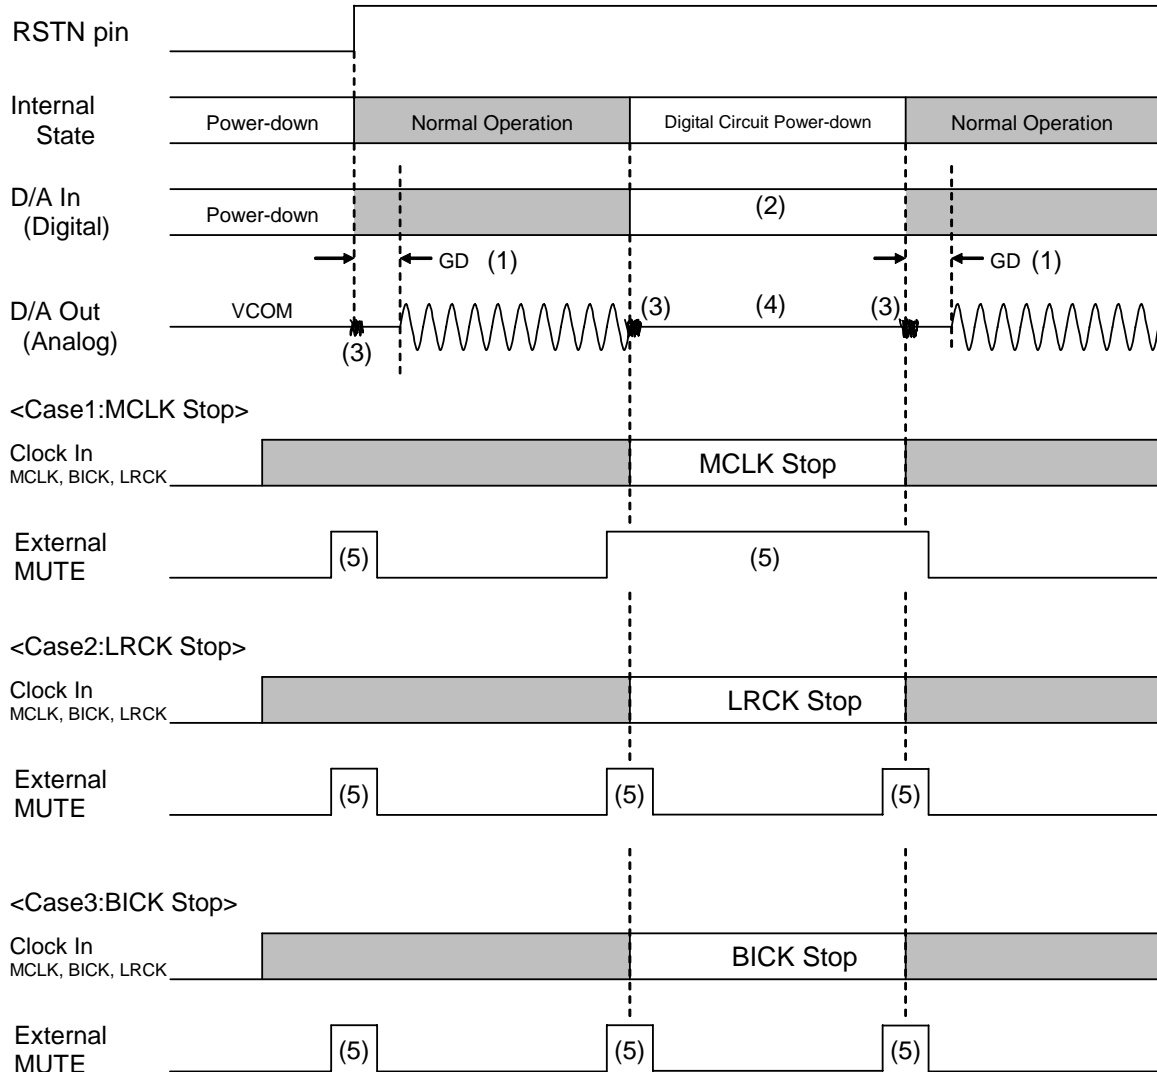 RSTN pin
Internal
State
Power-down Normal Operation Digital Circuit Power-down Normal Operation
D/A In
(Digital)
Power-down (2)
GD (1) GD (1)
D/A Out
(Analog)
VCOM (3) (3) (4) (3)
<Case1:MCLK Stop>
Clock In
MCLK, BICK, LRCK
MCLK Stop
External
MUTE
(5) (5)
<Case2:LRCK Stop>
Clock In
MCLK, BICK, LRCK
LRCK Stop
External
MUTE
(5) (5) (5)
<Case3:BICK Stop>
Clock In
MCLK, BICK, LRCK
BICK Stop
External
MUTE
(5) (5) (5)